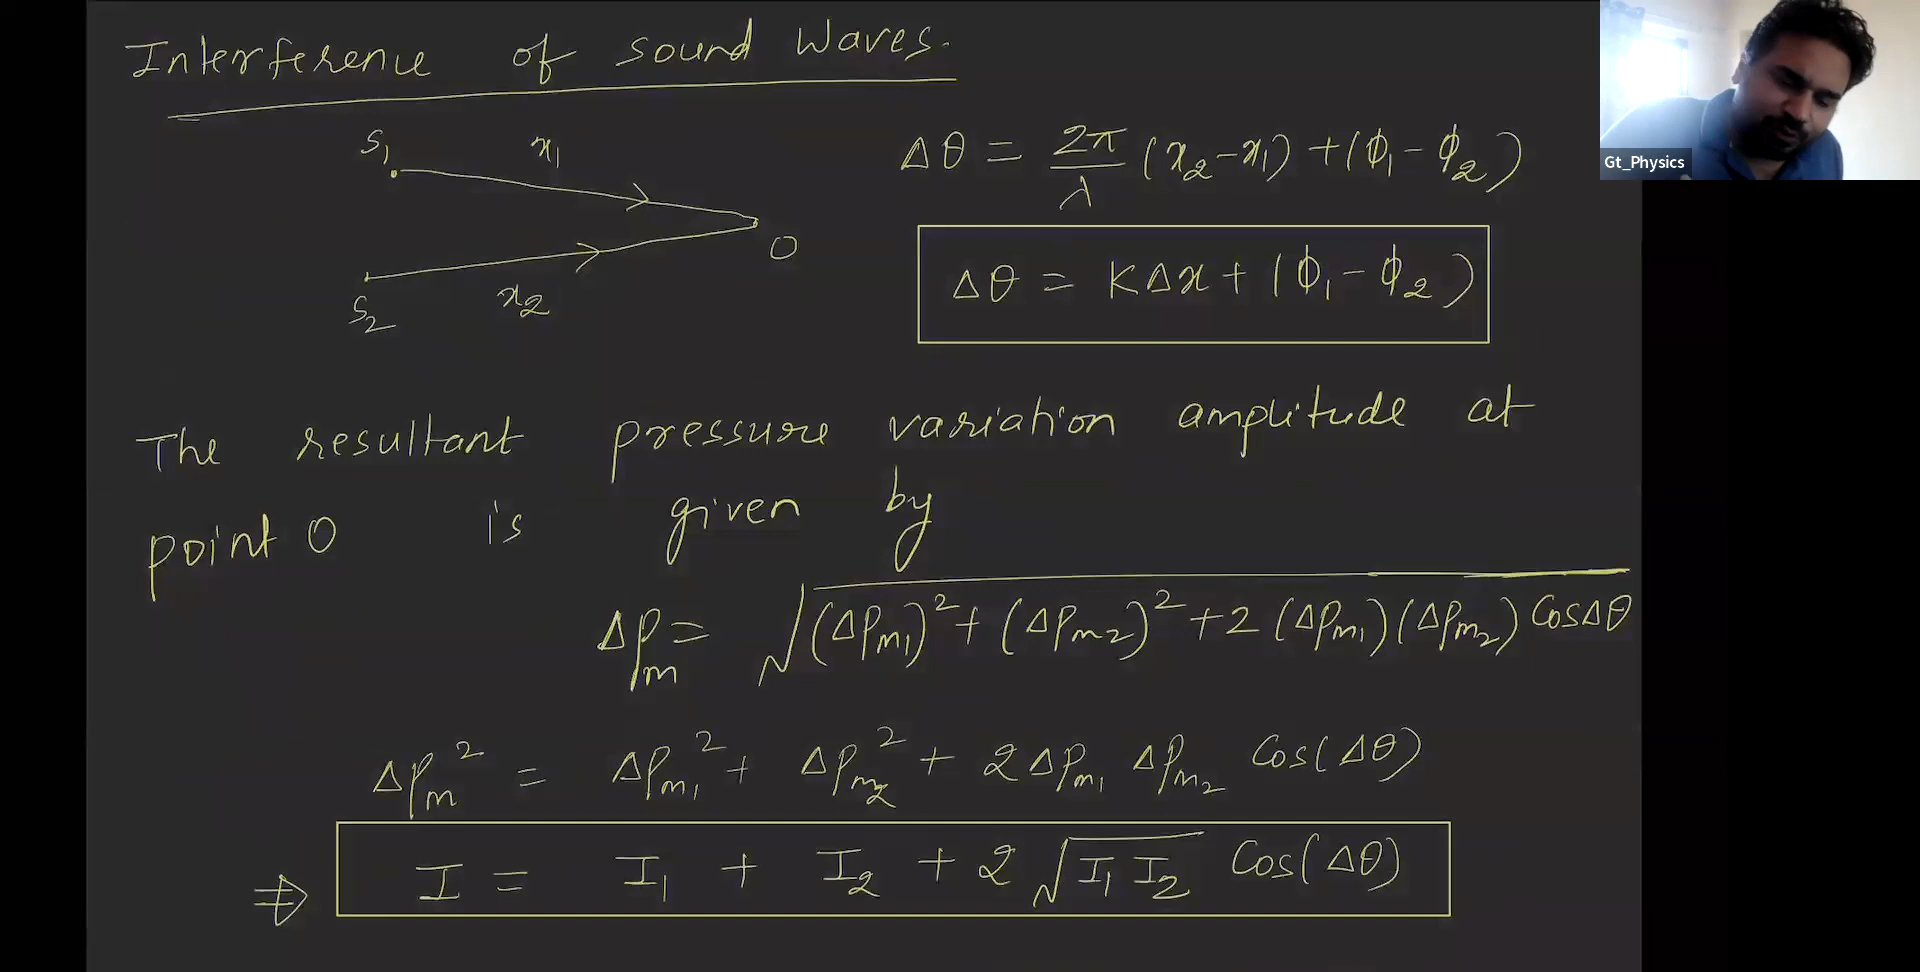 Interference of sound Waves.
S₁ x₁
O
S₂ x₂
Δθ = 2π/λ (x₂-x₁) + (ϕ₁ - ϕ₂)
Δθ = KΔx + (ϕ₁ - ϕ₂)
Gt_Physics
The resultant pressure variation amplitude at
point O is given by
Δpₘ = √((Δpₘ₁)² + (Δpₘ₂)² + 2 (Δpₘ₁)(Δpₘ₂) CosΔθ)
Δpₘ² = Δpₘ₁² + Δpₘ₂² + 2 Δpₘ₁ Δpₘ₂ Cos(Δθ)
⇒ I = I₁ + I₂ + 2 √(I₁ I₂) Cos(Δθ)